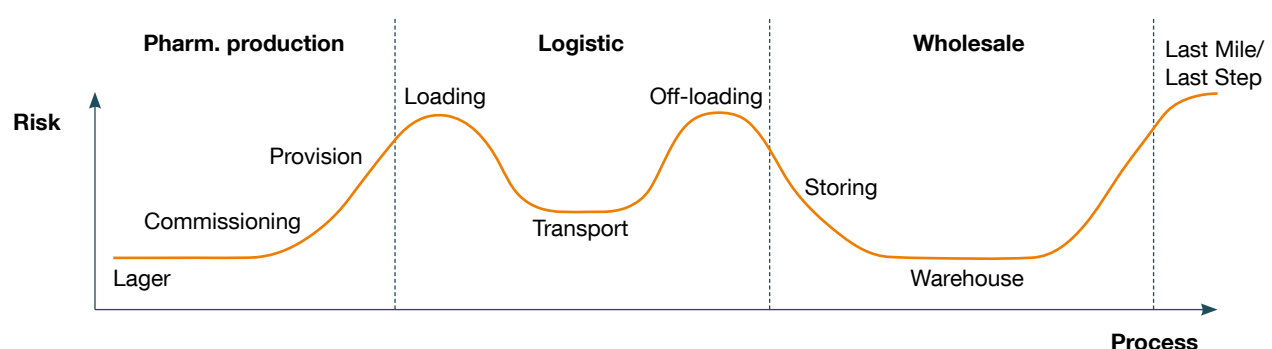 Pharm. production
Logistic
Wholesale
Last Mile/
Last Step
Risk
Loading
Off-loading
Provision
Storing
Commissioning
Transport
Lager
Warehouse
Process